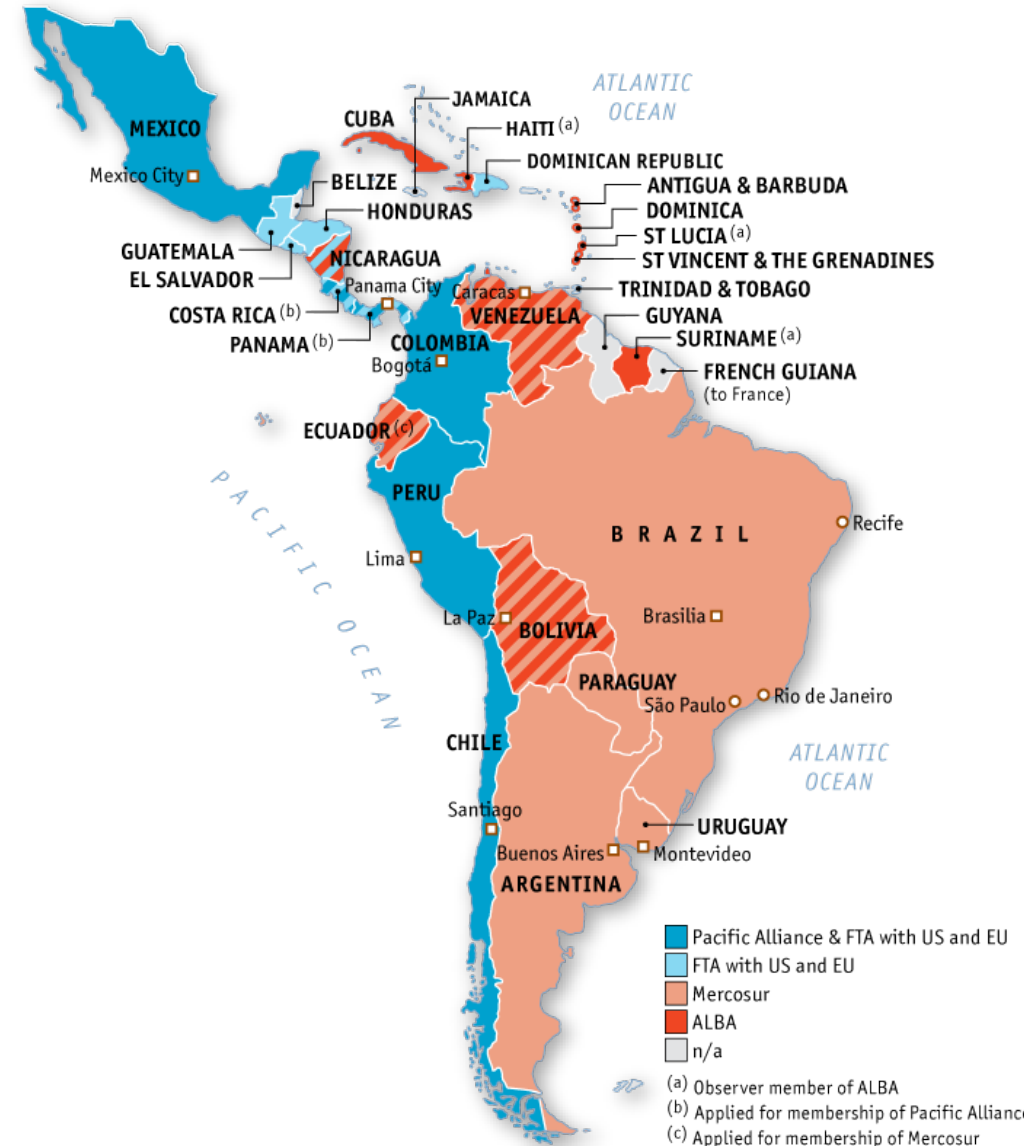 ATLANTIC
OCEAN
JAMAICA
CUBA
HAITI (a)
MEXICO
DOMINICAN REPUBLIC
Mexico City
BELIZE
ANTIGUA & BARBUDA
HONDURAS
DOMINICA
ST LUCIA (a)
GUATEMALA
NICARAGUA
ST VINCENT & THE GRENADINES
EL SALVADOR
Panama City
Caracas
TRINIDAD & TOBAGO
COSTA RICA (b)
VENEZUELA
GUYANA
PANAMA (b)
COLOMBIA
SURINAME (a)
Bogotá
FRENCH GUIANA
(to France)
ECUADOR (c)
PACIFIC OCEAN
PERU
BRAZIL
Recife
Lima
La Paz
BOLIVIA
Brasilia
PARAGUAY
São Paulo
Rio de Janeiro
CHILE
ATLANTIC
OCEAN
Santiago
URUGUAY
Buenos Aires
Montevideo
ARGENTINA
Pacific Alliance & FTA with US and EU
FTA with US and EU
Mercosur
ALBA
n/a
(a) Observer member of ALBA
(b) Applied for membership of Pacific Alliance
(c) Applied for membership of Mercosur